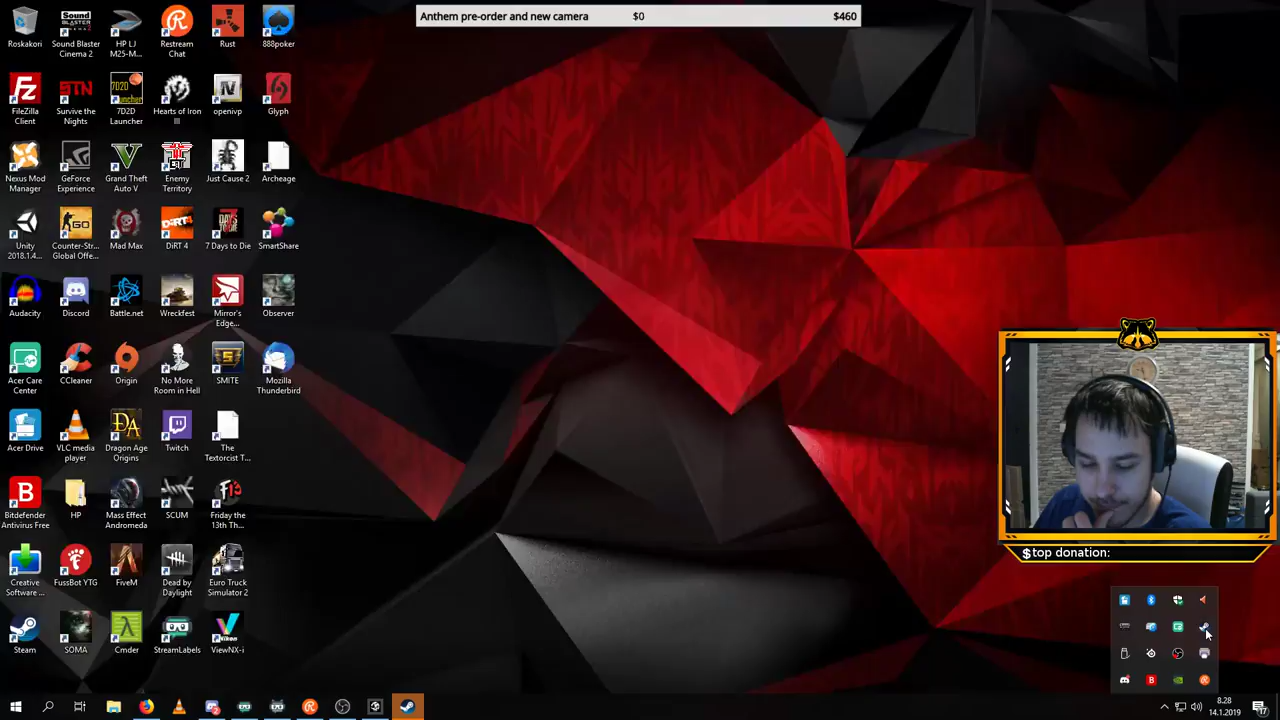 Anthem pre-order and new camera $0 $460
Roskakori
Sound Blaster
Cinema 2
HP LJ
M25-M...
Restream
Chat
Rust
888poker
FileZilla
Client
Survive the
Nights
7D2D
Launcher
Hearts of Iron
III
openivp
Glyph
Nexus Mod
Manager
GeForce
Experience
Grand Theft
Auto V
Enemy
Territory
Just Cause 2
Archeage
Unity
2018.1.4...
Counter-Str...
Global Offe...
Mad Max
DiRT 4
7 Days to Die
SmartShare
Audacity
Discord
Battle.net
Wreckfest
Mirror's
Edge...
Observer
Acer Care
Center
CCleaner
Origin
No More
Room in Hell
SMITE
Mozilla
Thunderbird
Acer Drive
VLC media
player
Dragon Age
Origins
Twitch
The
Textorcist T...
Bitdefender
Antivirus Free
HP
Mass Effect
Andromeda
SCUM
Friday the
13th Th...
Creative
Software ...
FussBot YTG
FiveM
Dead by
Daylight
Euro Truck
Simulator 2
Steam
SOMA
Cmder
StreamLabels
ViewNX-i
$top donation:
8.28
14.1.2019
17